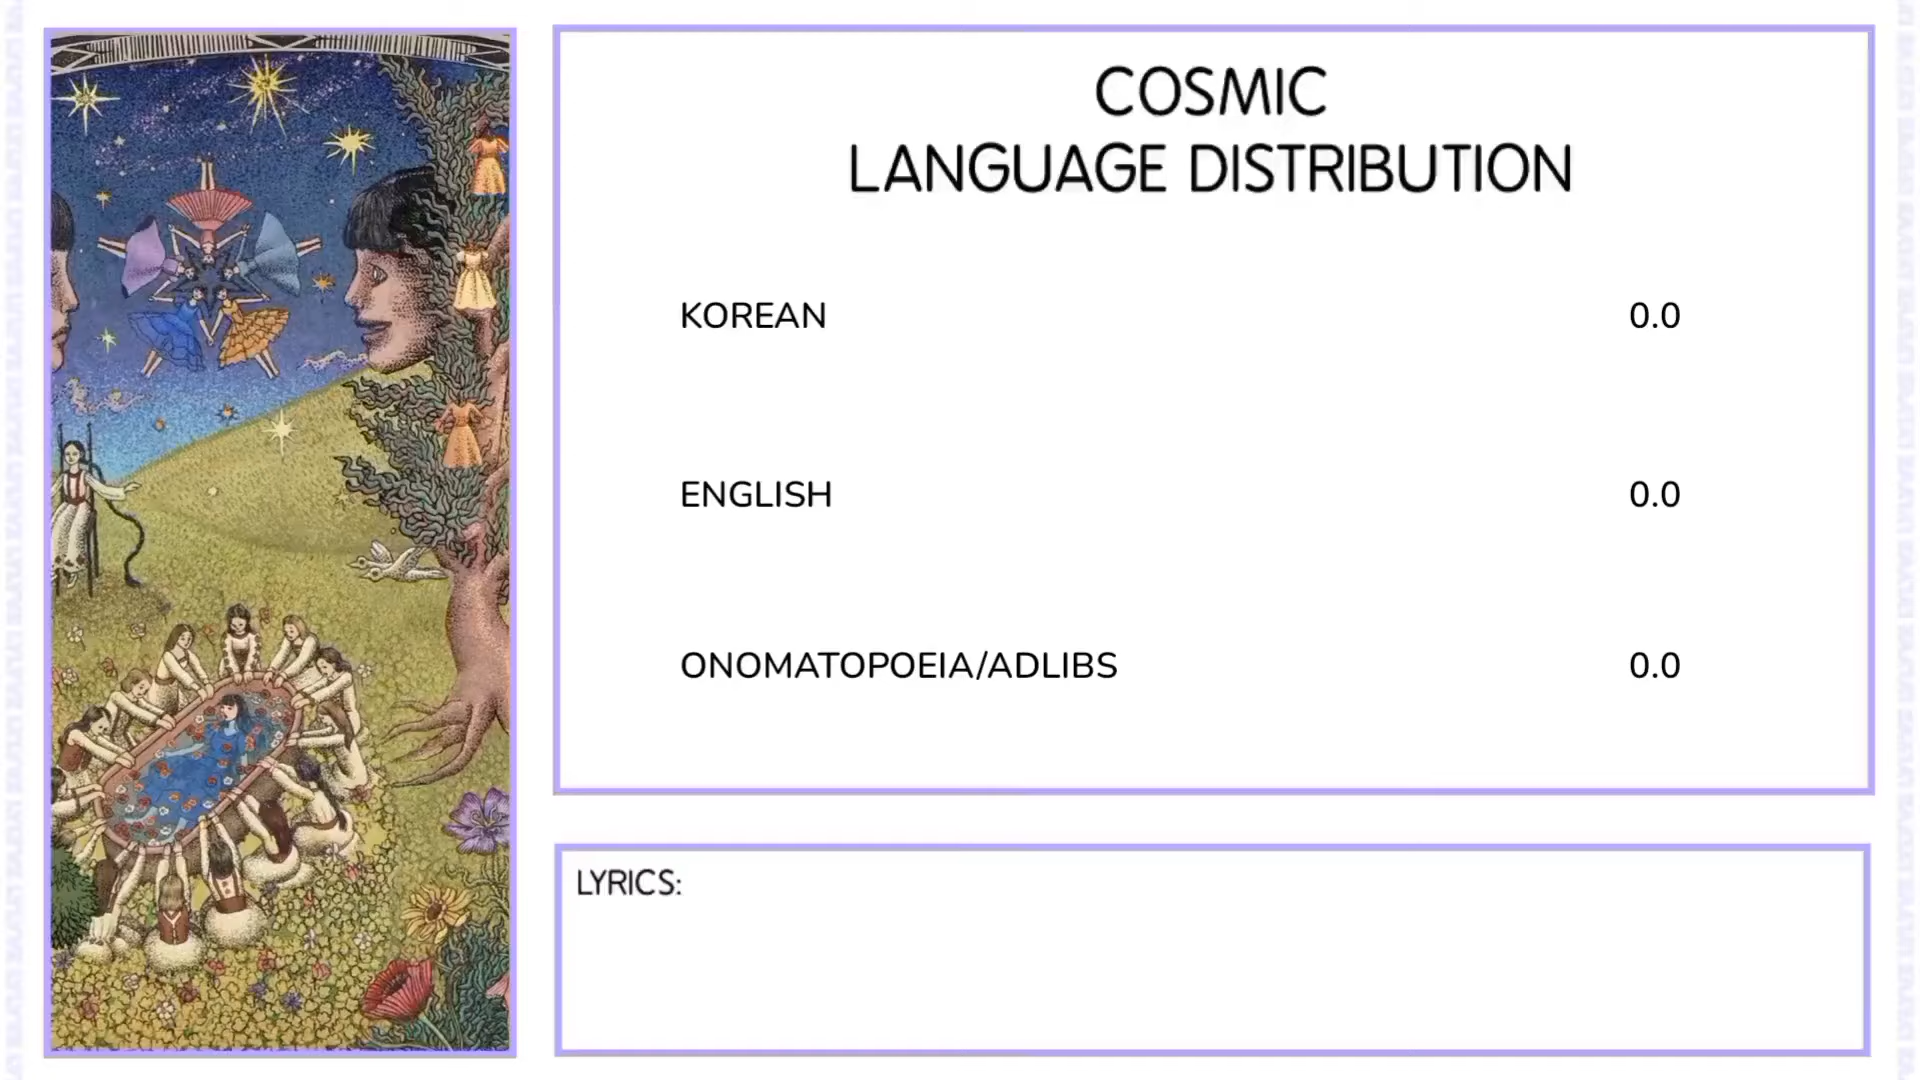 COSMIC
LANGUAGE DISTRIBUTION
KOREAN 0.0
ENGLISH 0.0
ONOMATOPOEIA/ADLIBS 0.0
LYRICS: